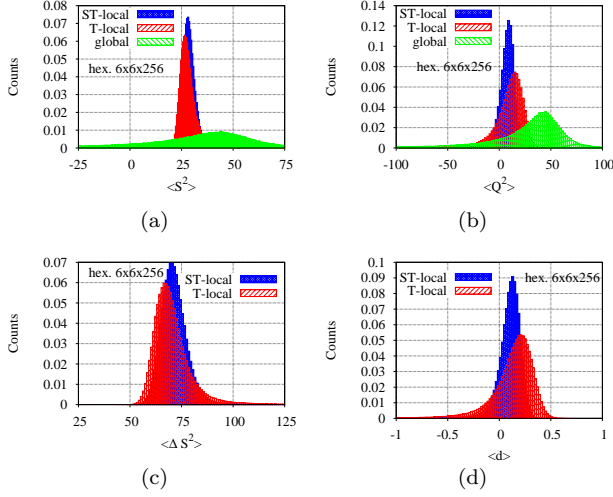 0.08
0.07
0.06
0.05
0.04
0.03
0.02
0.01
0
-25 0 25 50 75
Counts
<S²>
ST-local
T-local
global
hex. 6x6x256
(a)
0.14
0.12
0.10
0.08
0.06
0.04
0.02
0
-100 -50 0 50 100
Counts
<Q²>
ST-local
T-local
global
hex. 6x6x256
(b)
0.07
0.06
0.05
0.04
0.03
0.02
0.01
0
25 50 75 100 125
Counts
<Δ S²>
hex. 6x6x256
ST-local
T-local
(c)
0.1
0.09
0.08
0.07
0.06
0.05
0.04
0.03
0.02
0.01
0
-1 -0.5 0 0.5 1
Counts
<d>
ST-local hex. 6x6x256
T-local
(d)